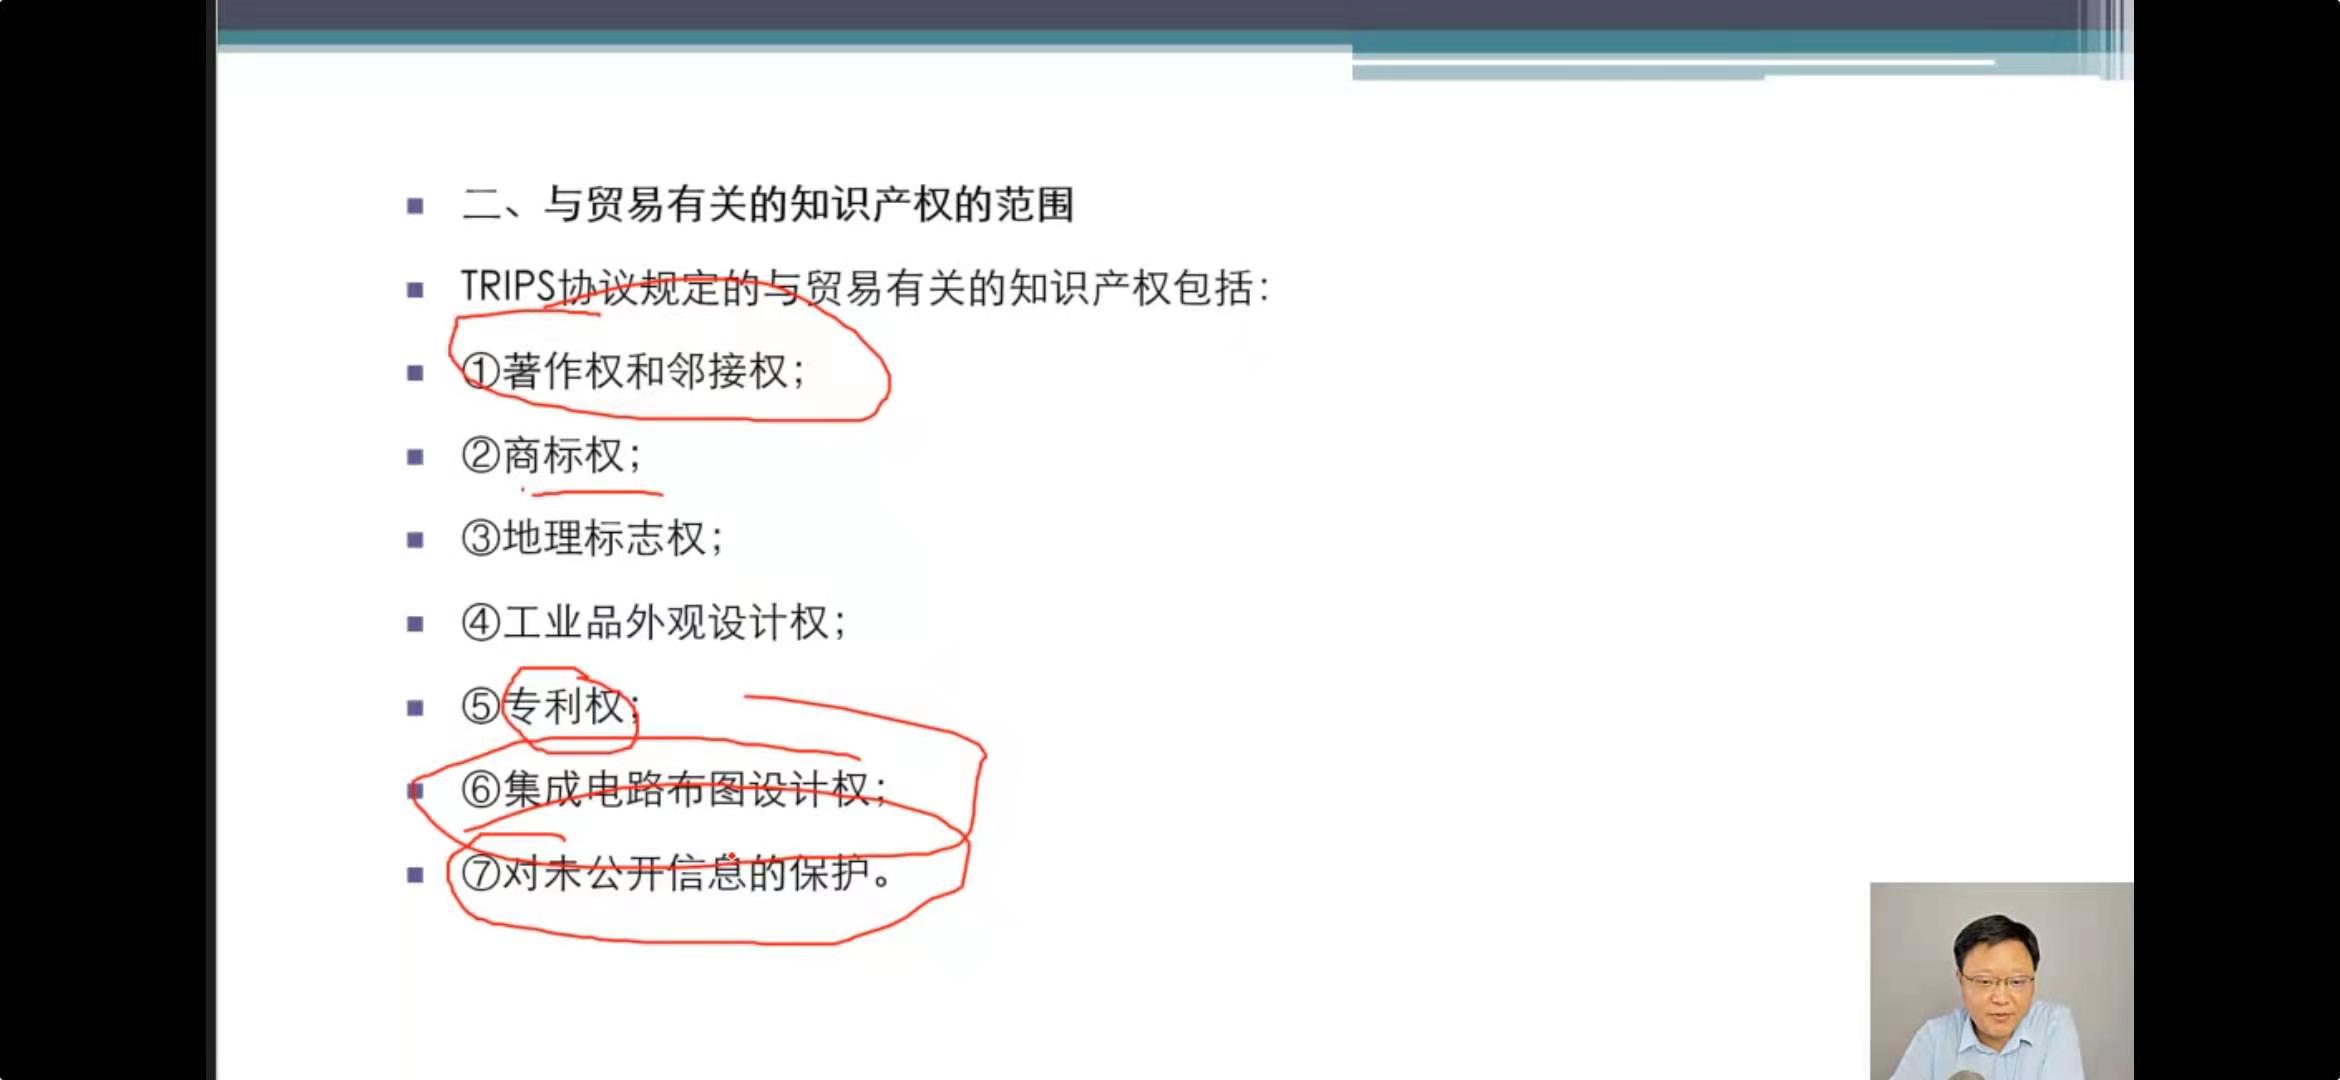 二、与贸易有关的知识产权的范围
TRIPS协议规定的与贸易有关的知识产权包括：
①著作权和邻接权；
②商标权；
③地理标志权；
④工业品外观设计权；
⑤专利权；
⑥集成电路布图设计权；
⑦对未公开信息的保护。